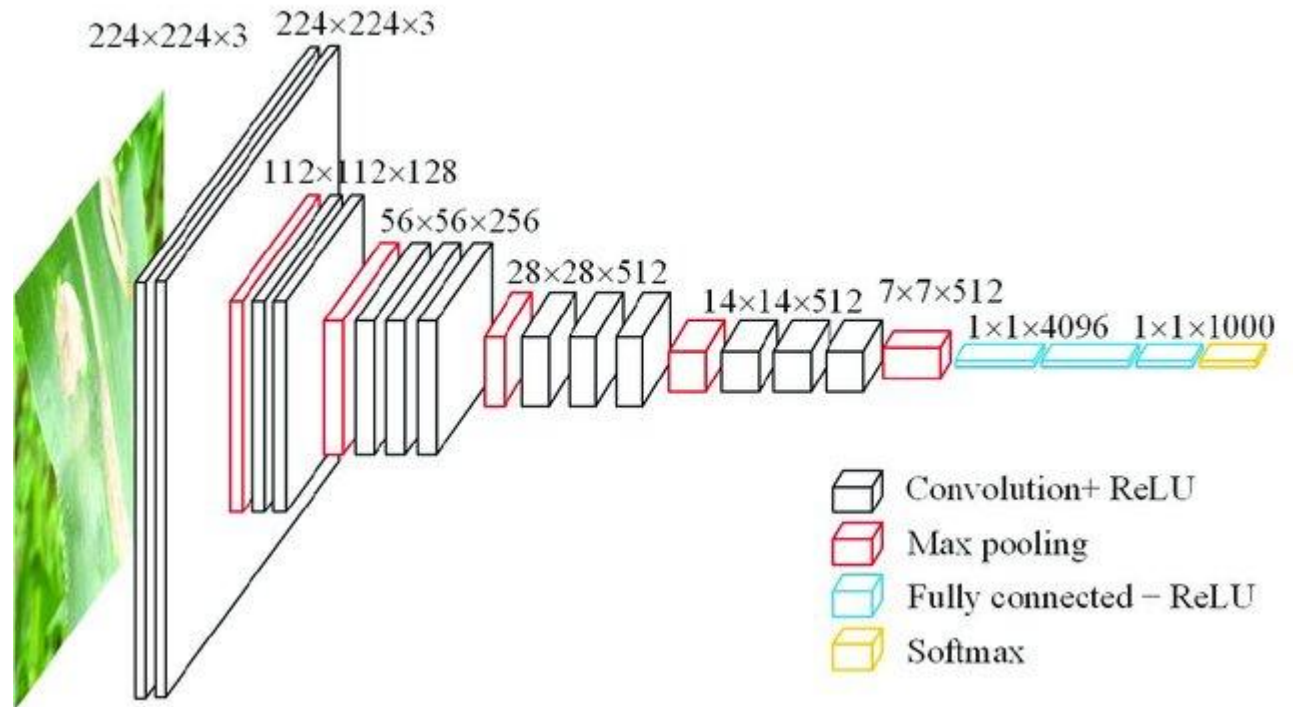 224×224×3
224×224×3
112×112×128
56×56×256
28×28×512
14×14×512
7×7×512
1×1×4096
1×1×1000
Convolution+ ReLU
Max pooling
Fully connected − ReLU
Softmax